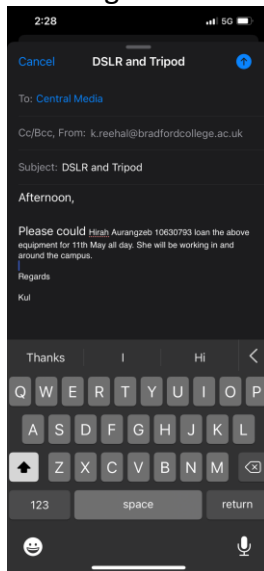 2:28 5G
Cancel DSLR and Tripod
To: Central Media
Cc/Bcc, From: k.reehal@bradfordcollege.ac.uk
Subject: DSLR and Tripod
Afternoon,
Please could Hirah Aurangzeb 10630793 loan the above
equipment for 11th May all day. She will be working in and
around the campus.
Regards
Kul
Thanks I Hi
Q W E R T Y U I O P
A S D F G H J K L
Z X C V B N M
123 space return